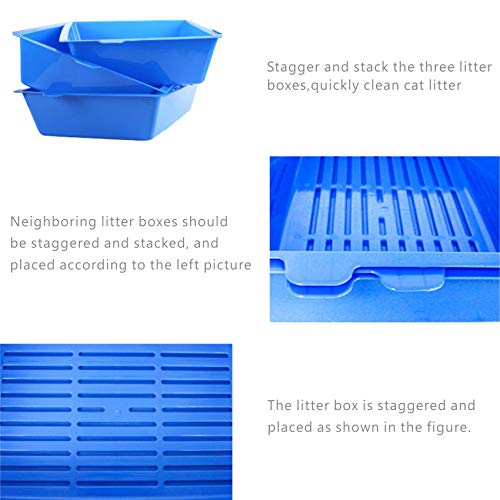 Stagger and stack the three litter
boxes,quickly clean cat litter
Neighboring litter boxes should
be staggered and stacked, and
placed according to the left picture
The litter box is staggered and
placed as shown in the figure.